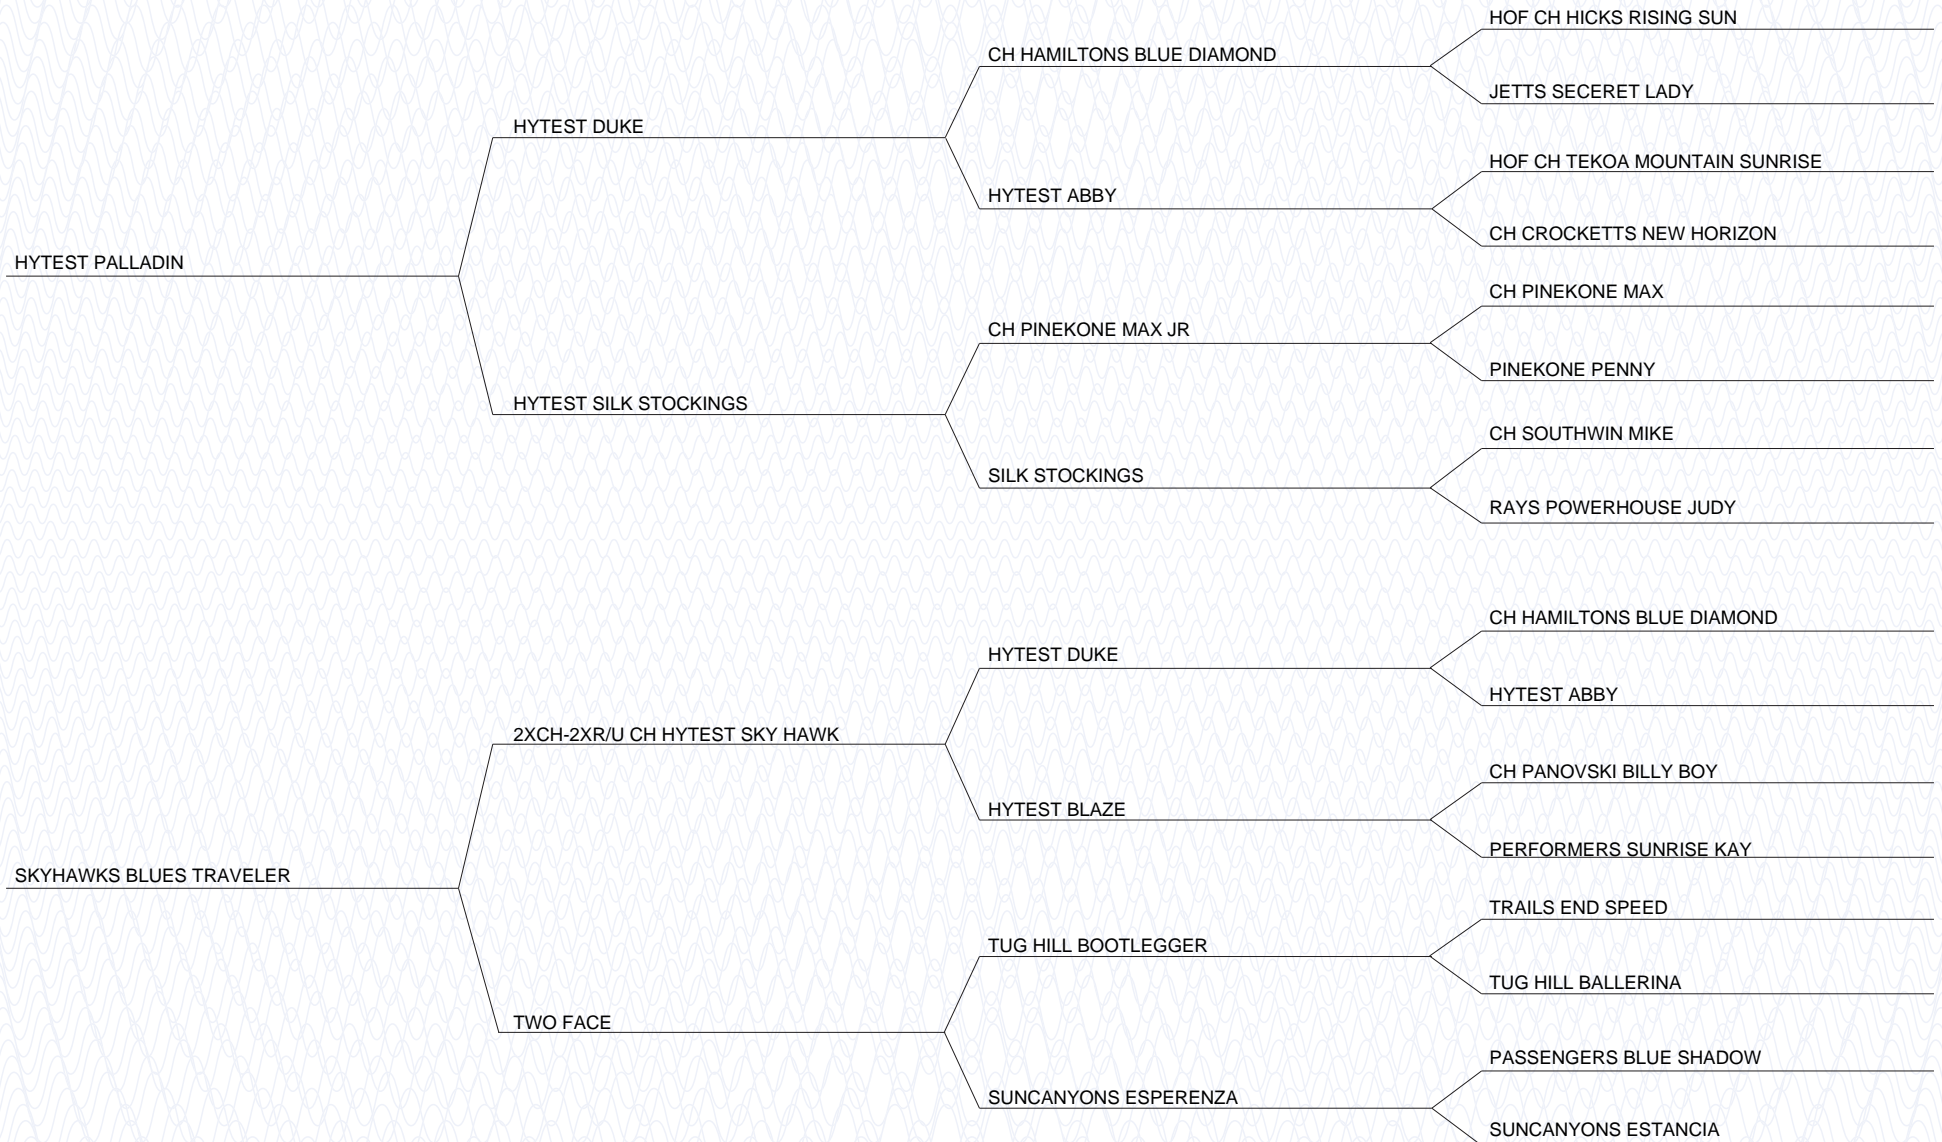 HOF CH HICKS RISING SUN
CH HAMILTONS BLUE DIAMOND
JETTS SECERET LADY
HYTEST DUKE
HOF CH TEKOA MOUNTAIN SUNRISE
HYTEST ABBY
CH CROCKETTS NEW HORIZON
HYTEST PALLADIN
CH PINEKONE MAX
CH PINEKONE MAX JR
PINEKONE PENNY
HYTEST SILK STOCKINGS
CH SOUTHWIN MIKE
SILK STOCKINGS
RAYS POWERHOUSE JUDY
CH HAMILTONS BLUE DIAMOND
HYTEST DUKE
HYTEST ABBY
2XCH-2XR/U CH HYTEST SKY HAWK
CH PANOVSKI BILLY BOY
HYTEST BLAZE
PERFORMERS SUNRISE KAY
SKYHAWKS BLUES TRAVELER
TRAILS END SPEED
TUG HILL BOOTLEGGER
TUG HILL BALLERINA
TWO FACE
PASSENGERS BLUE SHADOW
SUNCANYONS ESPERENZA
SUNCANYONS ESTANCIA